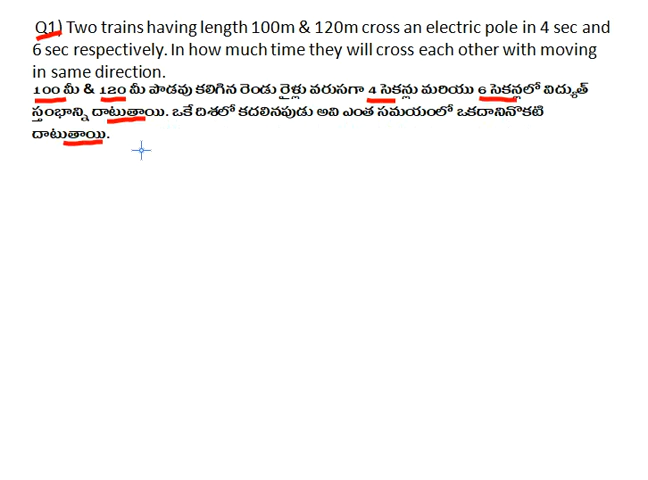 Q1) Two trains having length 100m & 120m cross an electric pole in 4 sec and
6 sec respectively. In how much time they will cross each other with moving
in same direction.
100 మీ & 120 మీ పొడవు కలిగిన రెండు రైళ్లు వరుసగా 4 సెకన్లు మరియు 6 సెకన్లలో విద్యుత్
స్తంభాన్ని దాటుతాయి. ఒకే దిశలో కదలినపుడు అవి ఎంత సమయంలో ఒకదానినొకటి
దాటుతాయి.